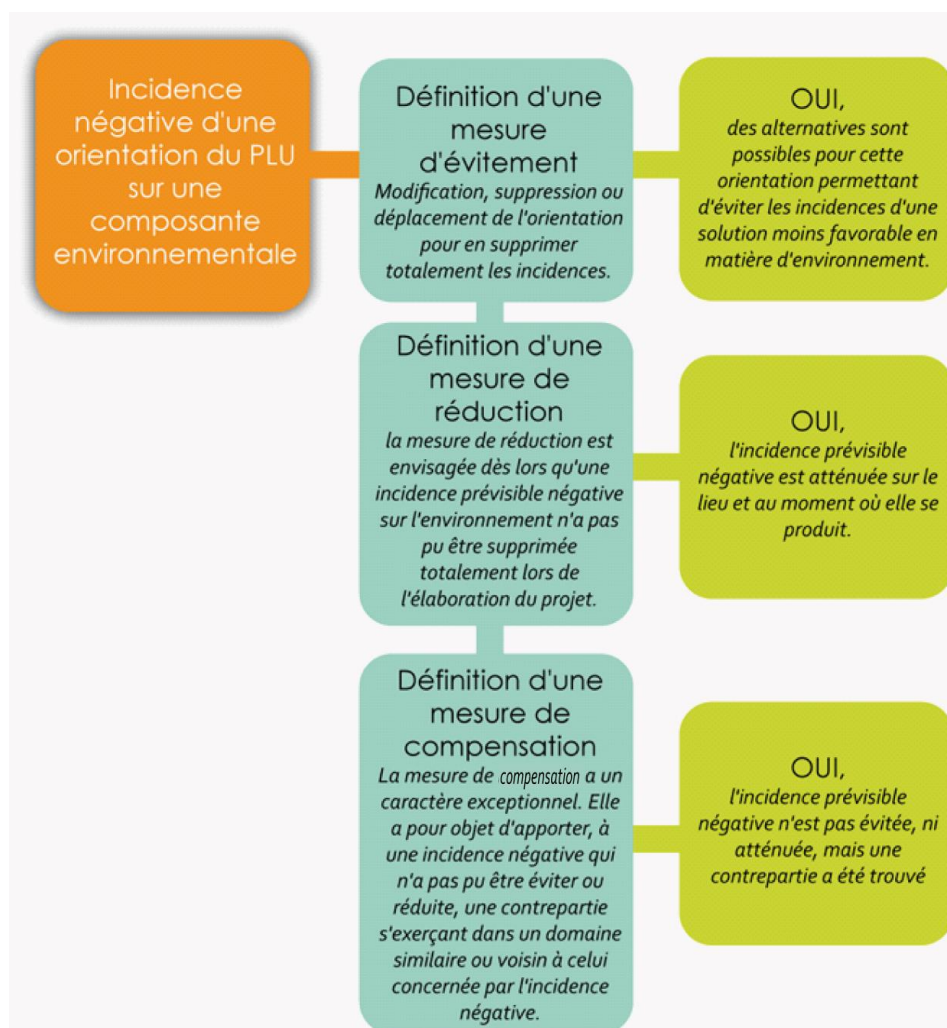 Incidence
négative d'une
orientation du PLU
sur une
composante
environnementale
Définition d'une
mesure
d'évitement
Modification, suppression ou
déplacement de l'orientation
pour en supprimer
totalement les incidences.
OUI,
des alternatives sont
possibles pour cette
orientation permettant
d'éviter les incidences d'une
solution moins favorable en
matière d'environnement.
Définition d'une
mesure de
réduction
la mesure de réduction est
envisagée dès lors qu'une
incidence prévisible négative
sur l'environnement n'a pas
pu être supprimée
totalement lors de
l'élaboration du projet.
OUI,
l'incidence prévisible
négative est atténuée sur le
lieu et au moment où elle se
produit.
Définition d'une
mesure de
compensation
La mesure de compensation a un
caractère exceptionnel. Elle
a pour objet d'apporter, à
une incidence négative qui
n'a pas pu être éviter ou
réduite, une contrepartie
s'exerçant dans un domaine
similaire ou voisin à celui
concernée par l'incidence
négative.
OUI,
l'incidence prévisible
négative n'est pas évitée, ni
atténuée, mais une
contrepartie a été trouvé